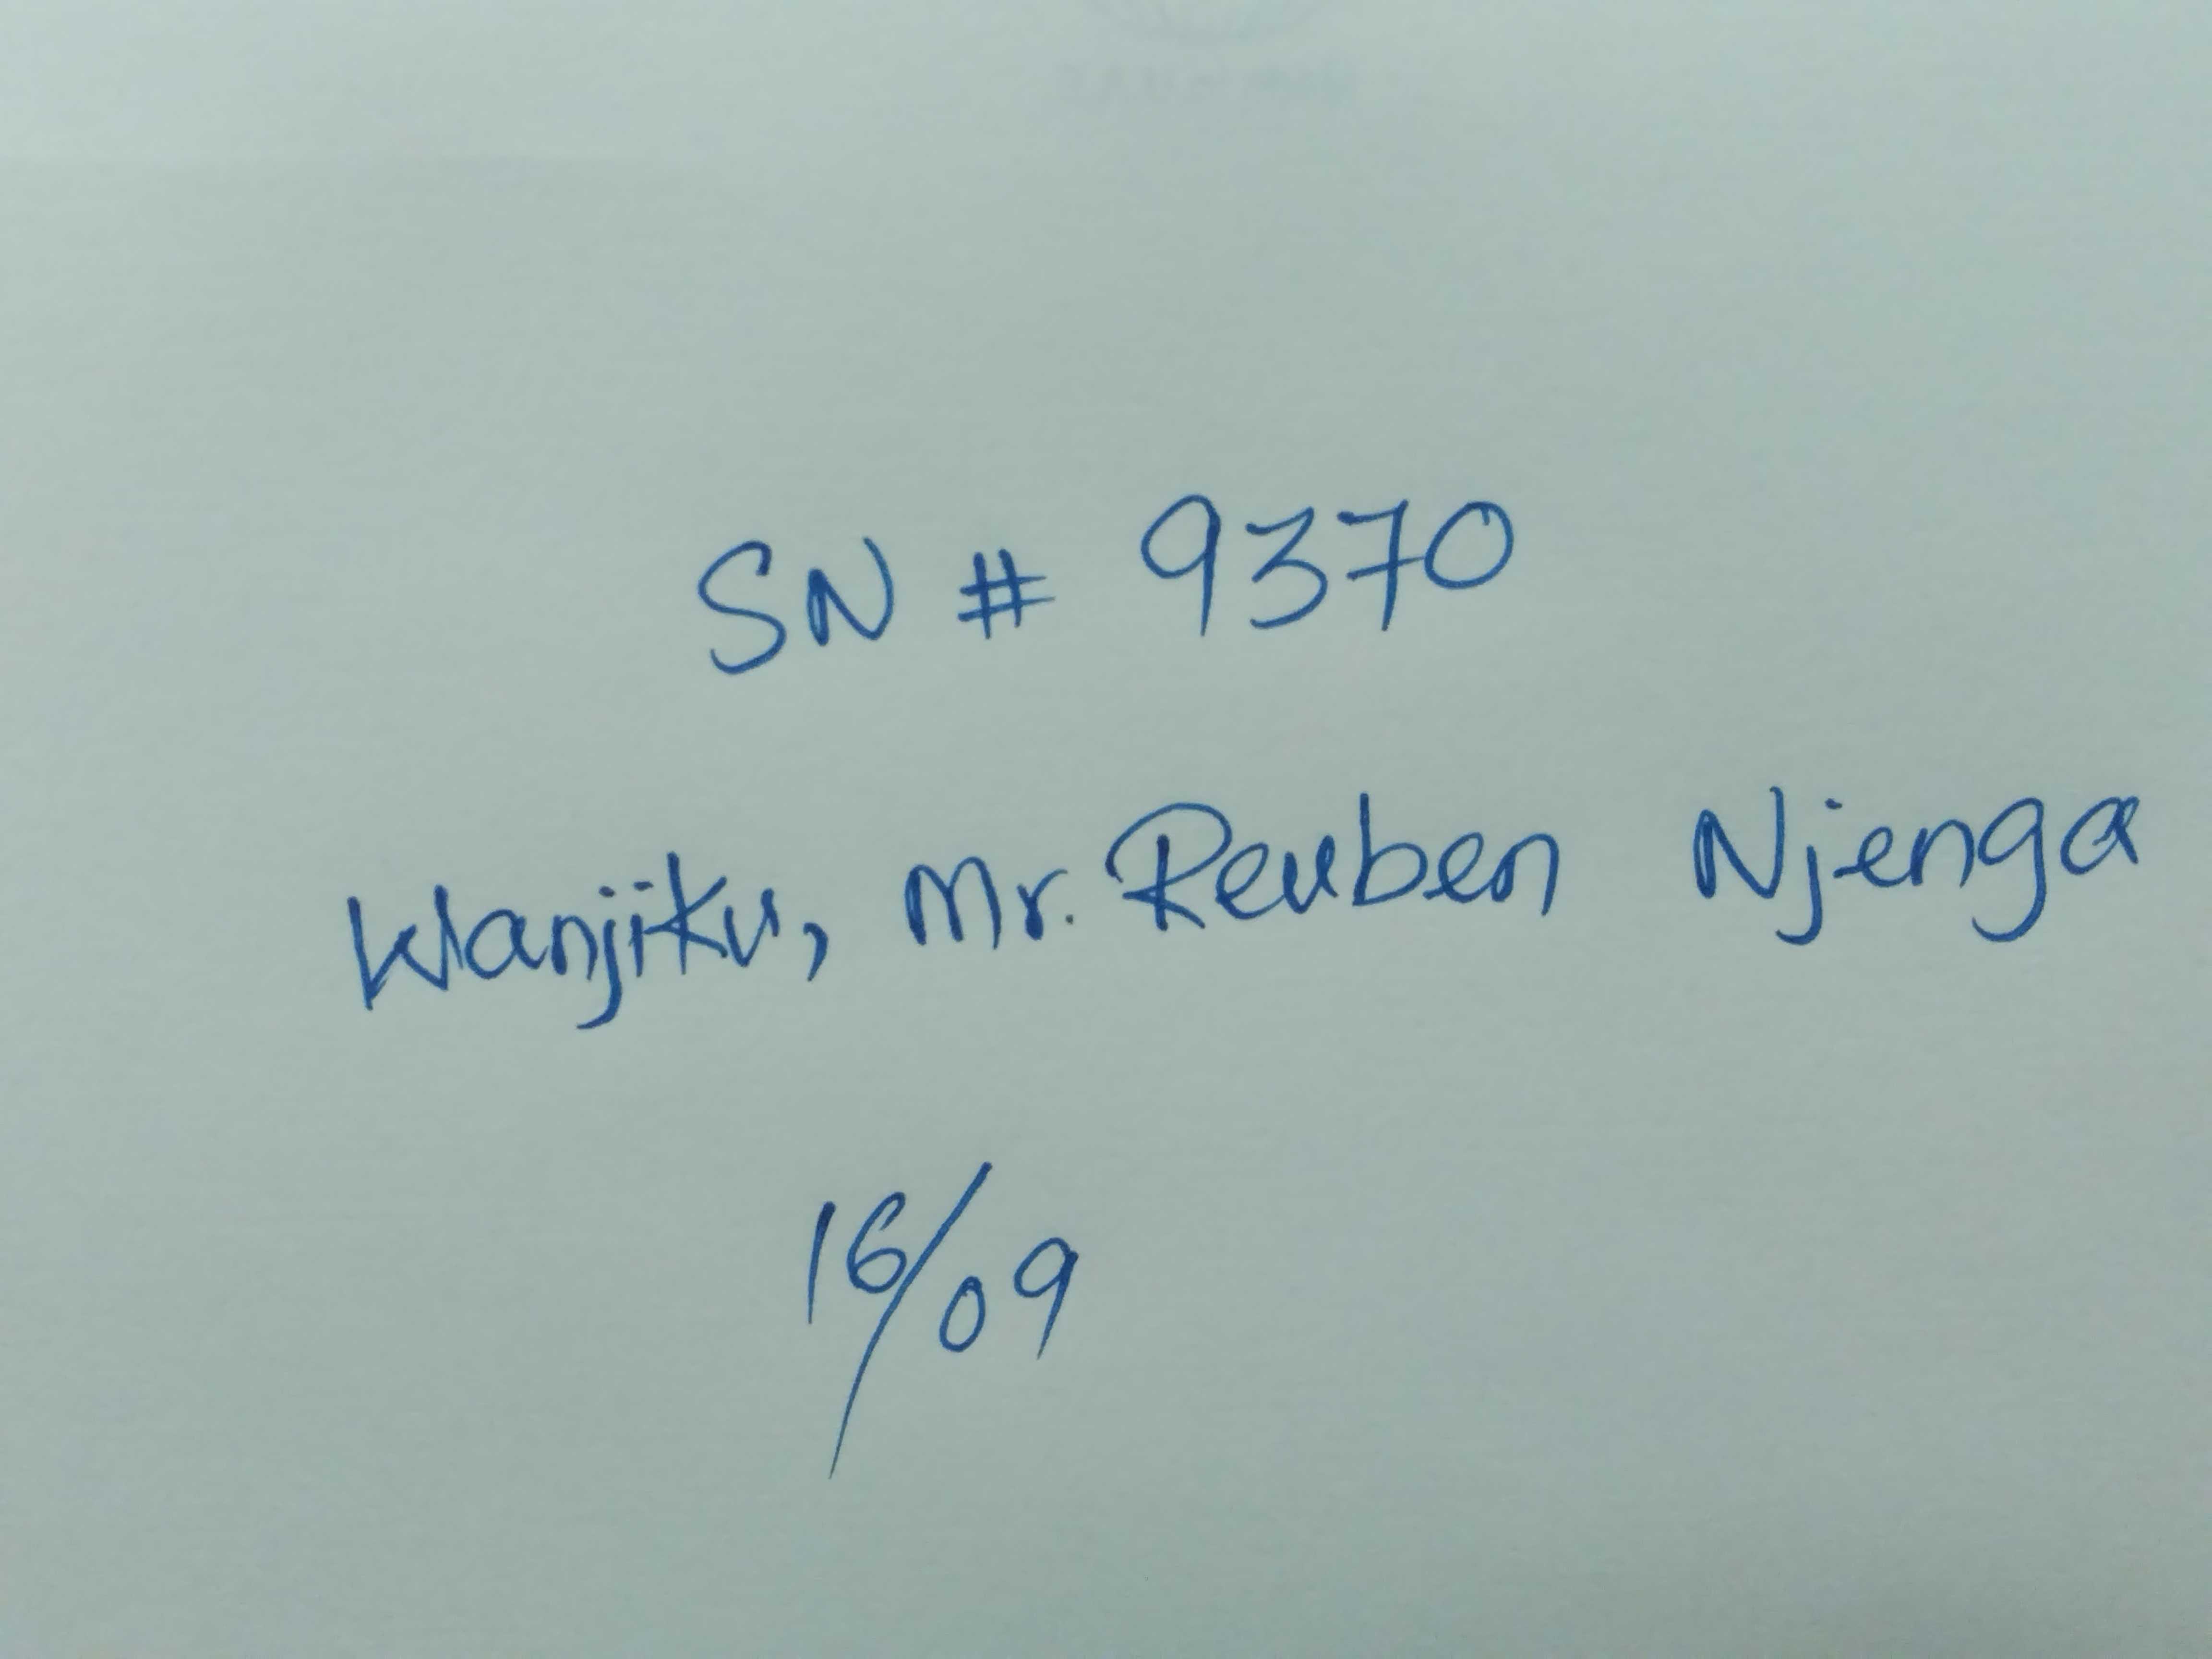 SN # 9370
Wanjiku, Mr. Reuben Njenga
16/09